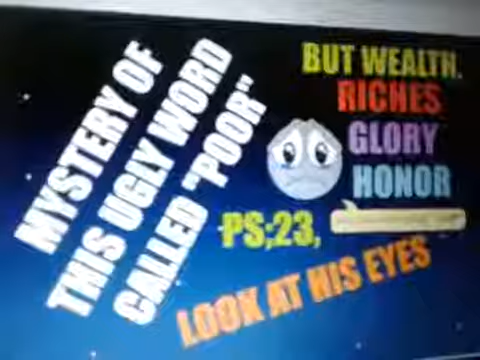 MYSTERY OF
THIS UGLY WORD
CALLED "POOR"
BUT WEALTH.
RICHES
GLORY
HONOR
PS;23,
LOOK AT HIS EYES